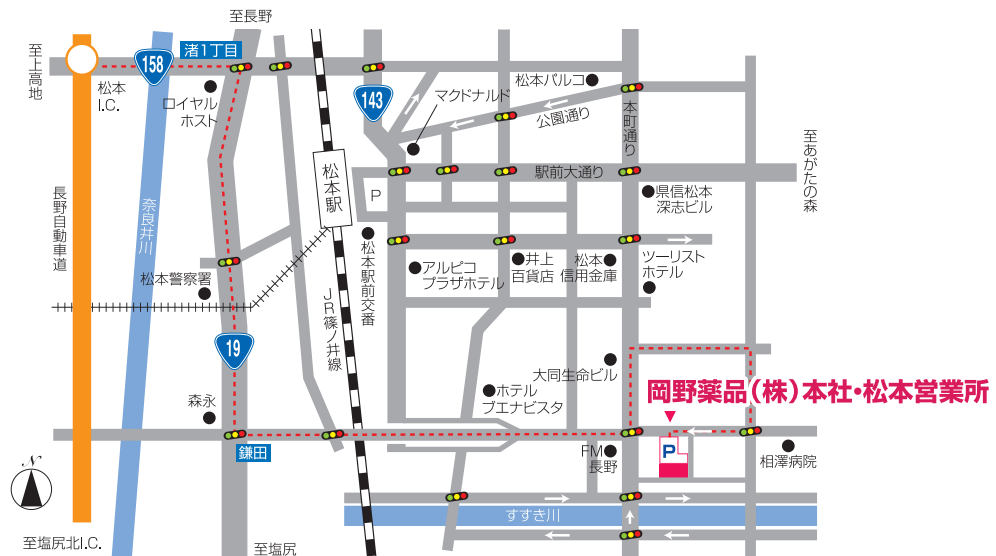 至長野
至上高地
158
渚1丁目
松本
I.C.
ロイヤル
ホスト
143
マクドナルド
松本パルコ
公園通り
本町通り
至あがたの森
駅前大通り
松本駅
P
県信松本
深志ビル
長野自動車道
奈良井川
松本警察署
松本駅前交番
アルピコ
プラザホテル
井上
百貨店
松本
信用金庫
ツーリスト
ホテル
JR篠ノ井線
19
大同生命ビル
ホテル
ブエナビスタ
岡野薬品(株)本社・松本営業所
森永
鎌田
FM
長野
P
相澤病院
N
すすき川
至塩尻北I.C.
至塩尻